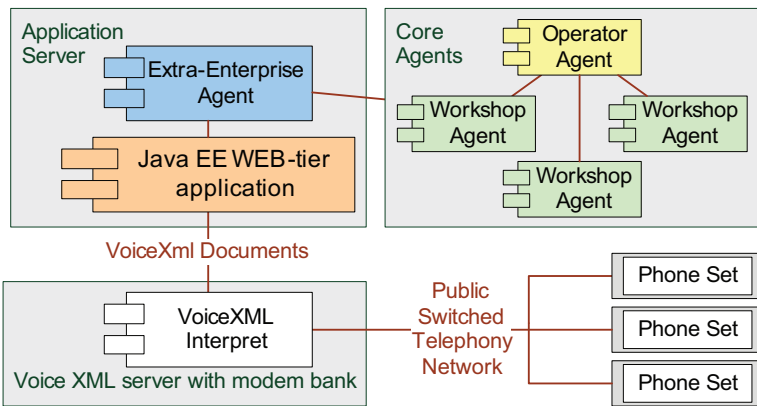 Application
Server
Extra-Enterprise
Agent
Java EE WEB-tier
application
Core
Agents
Operator
Agent
Workshop
Agent
Workshop
Agent
Workshop
Agent
VoiceXml Documents
VoiceXML
Interpret
Voice XML server with modem bank
Public
Switched
Telephony
Network
Phone Set
Phone Set
Phone Set